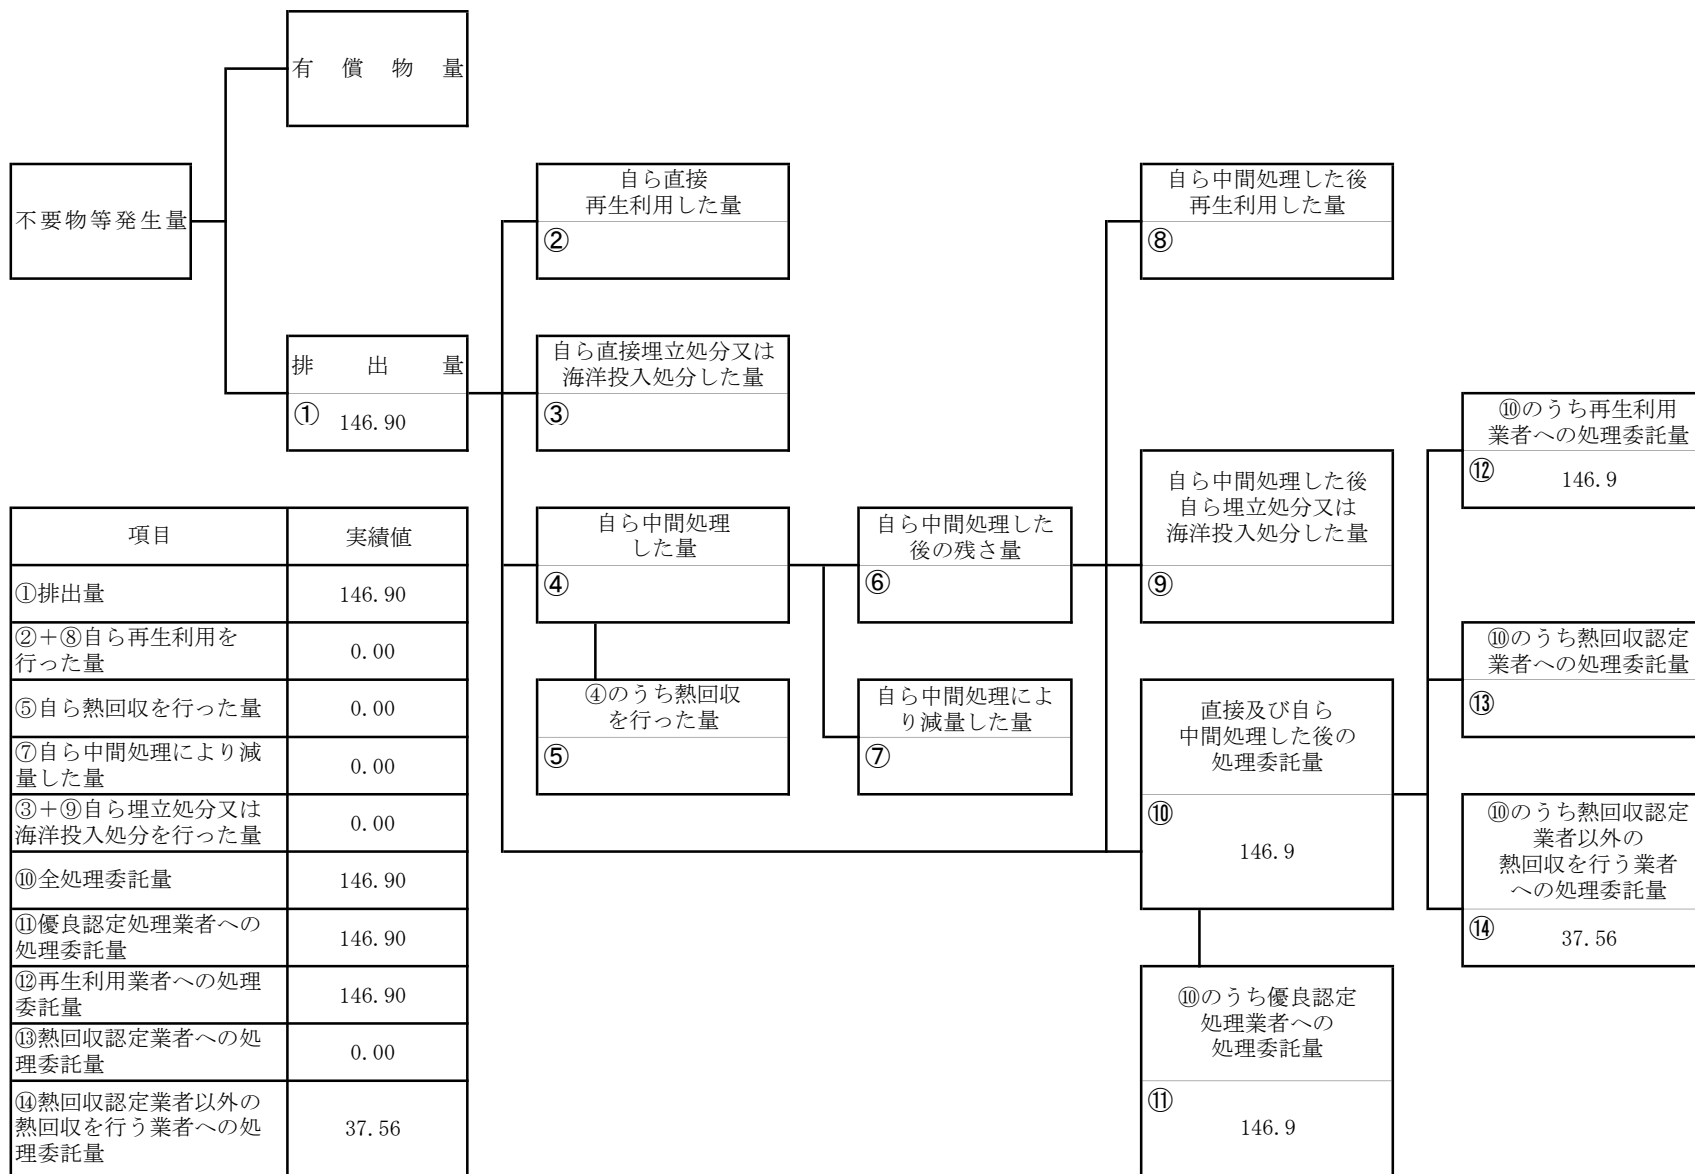 有償物量
不要物等発生量
排出量
① 146.90
自ら直接
再生利用した量
②
自ら直接埋立処分又は
海洋投入処分した量
③
自ら中間処理
した量
④
④のうち熱回収
を行った量
⑤
自ら中間処理した
後の残さ量
⑥
自ら中間処理によ
り減量した量
⑦
自ら中間処理した後
再生利用した量
⑧
自ら中間処理した後
自ら埋立処分又は
海洋投入処分した量
⑨
直接及び自ら
中間処理した後の
処理委託量
⑩
146.9
⑩のうち優良認定
処理業者への
処理委託量
⑪
146.9
⑩のうち再生利用
業者への処理委託量
⑫ 146.9
⑩のうち熱回収認定
業者への処理委託量
⑬
⑩のうち熱回収認定
業者以外の
熱回収を行う業者
への処理委託量
⑭ 37.56
項目 実績値
①排出量 146.90
②+⑧自ら再生利用を
行った量 0.00
⑤自ら熱回収を行った量 0.00
⑦自ら中間処理により減
量した量 0.00
③+⑨自ら埋立処分又は
海洋投入処分を行った量 0.00
⑩全処理委託量 146.90
⑪優良認定処理業者への
処理委託量 146.90
⑫再生利用業者への処理
委託量 146.90
⑬熱回収認定業者への処
理委託量 0.00
⑭熱回収認定業者以外の
熱回収を行う業者への処 37.56
理委託量